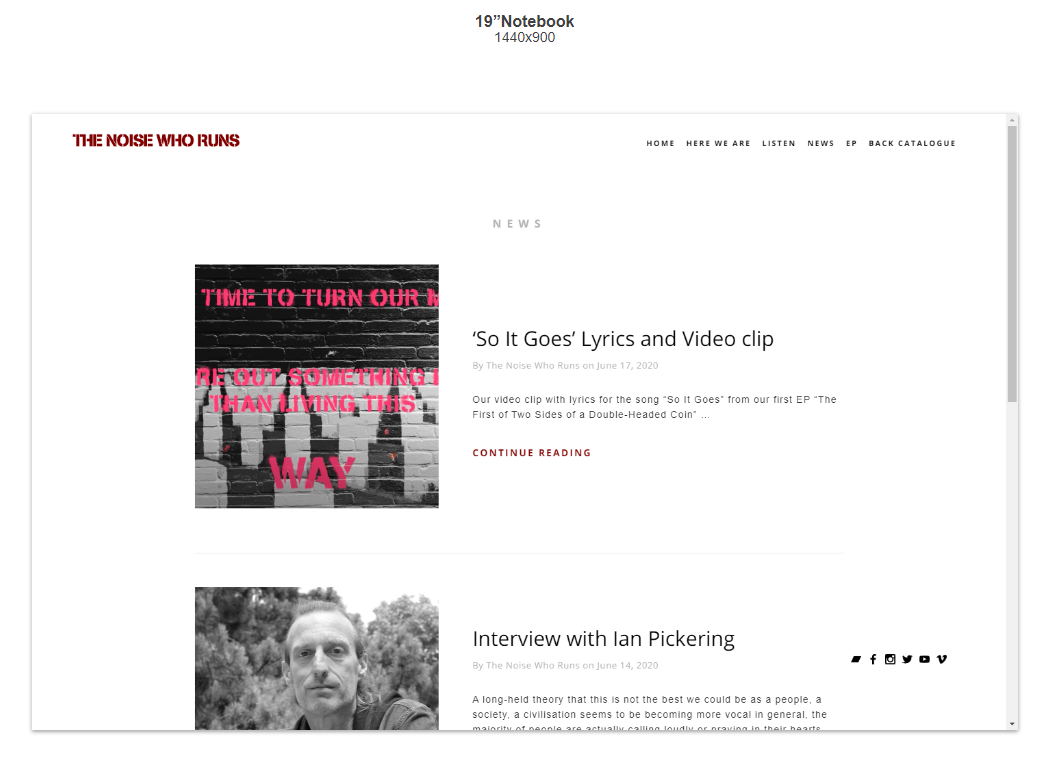 19”Notebook
1440x900
THE NOISE WHO RUNS
HOME HERE WE ARE LISTEN NEWS EP BACK CATALOGUE
NEWS
TIME TO TURN OUR M
RE OUT SOMETHING
THAN LIVING THIS
WAY
‘So It Goes’ Lyrics and Video clip
By The Noise Who Runs on June 17, 2020
Our video clip with lyrics for the song “So It Goes” from our first EP “The
First of Two Sides of a Double-Headed Coin” ...
CONTINUE READING
Interview with Ian Pickering
By The Noise Who Runs on June 14, 2020
A long-held theory that this is not the best we could be as a people, a
society, a civilisation seems to be becoming more vocal in general, the
majority of people are actually calling loudly or praying in their hearts